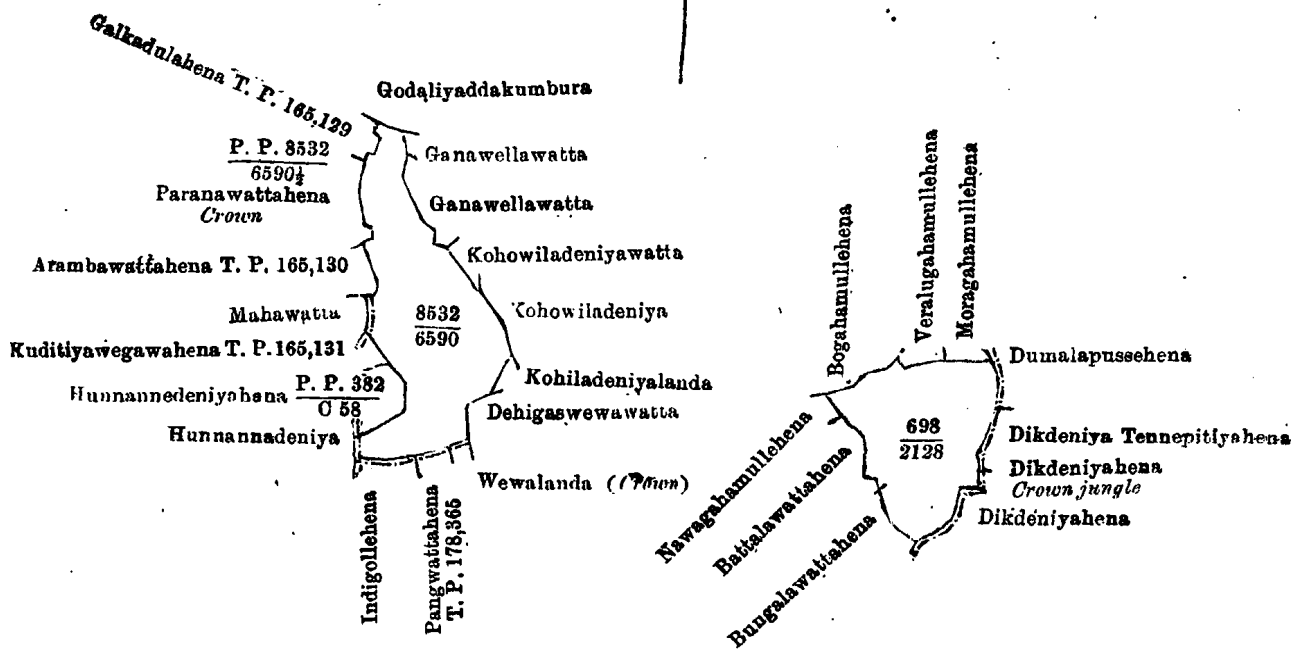 Galkadulahena T. P. 165,129
Godaliyaddakumbura
P. P. 8532
6590½
Paranawattahena
Crown
Ganawellawatta
Ganawellawatta
Arambawattahena T. P. 165,130
Kohowiladeniyawatta
Mahawatta
8532
6590
Kohowiladeniya
Kuditiyawegawahena T. P. 165,131
Hunnannedeniyahena P. P. 382
C 58
Kohiladeniyalanda
Dehigaswewawatta
Hunnannadeniya
Wewalanda (Crown)
Indigollehena
Pangwattahena
T. P. 178,365
Bogahamullehena
Veralugahamullehena
Moragahamullehena
Dumalapussehena
698
2128
Dikdeniya Tennepitiyahena
Dikdeniyahena
Crown jungle
Dikdeniyahena
Nawagahamullehena
Battalawattahena
Bungalawattahena